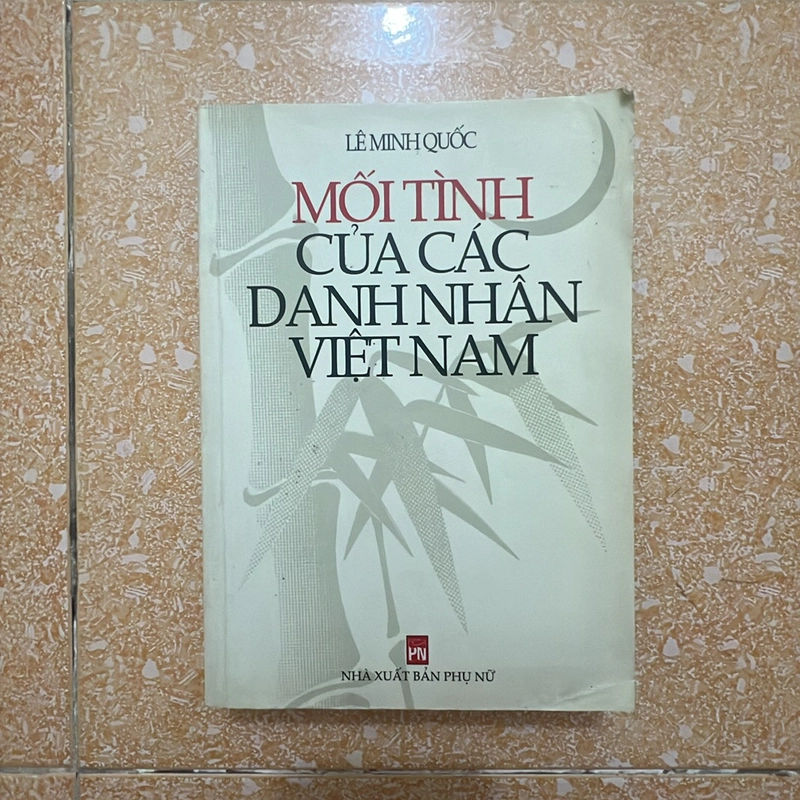 LÊ MINH QUỐC
MỐI TÌNH
CỦA CÁC
DANH NHÂN
VIỆT NAM
PN
NHÀ XUẤT BẢN PHỤ NỮ